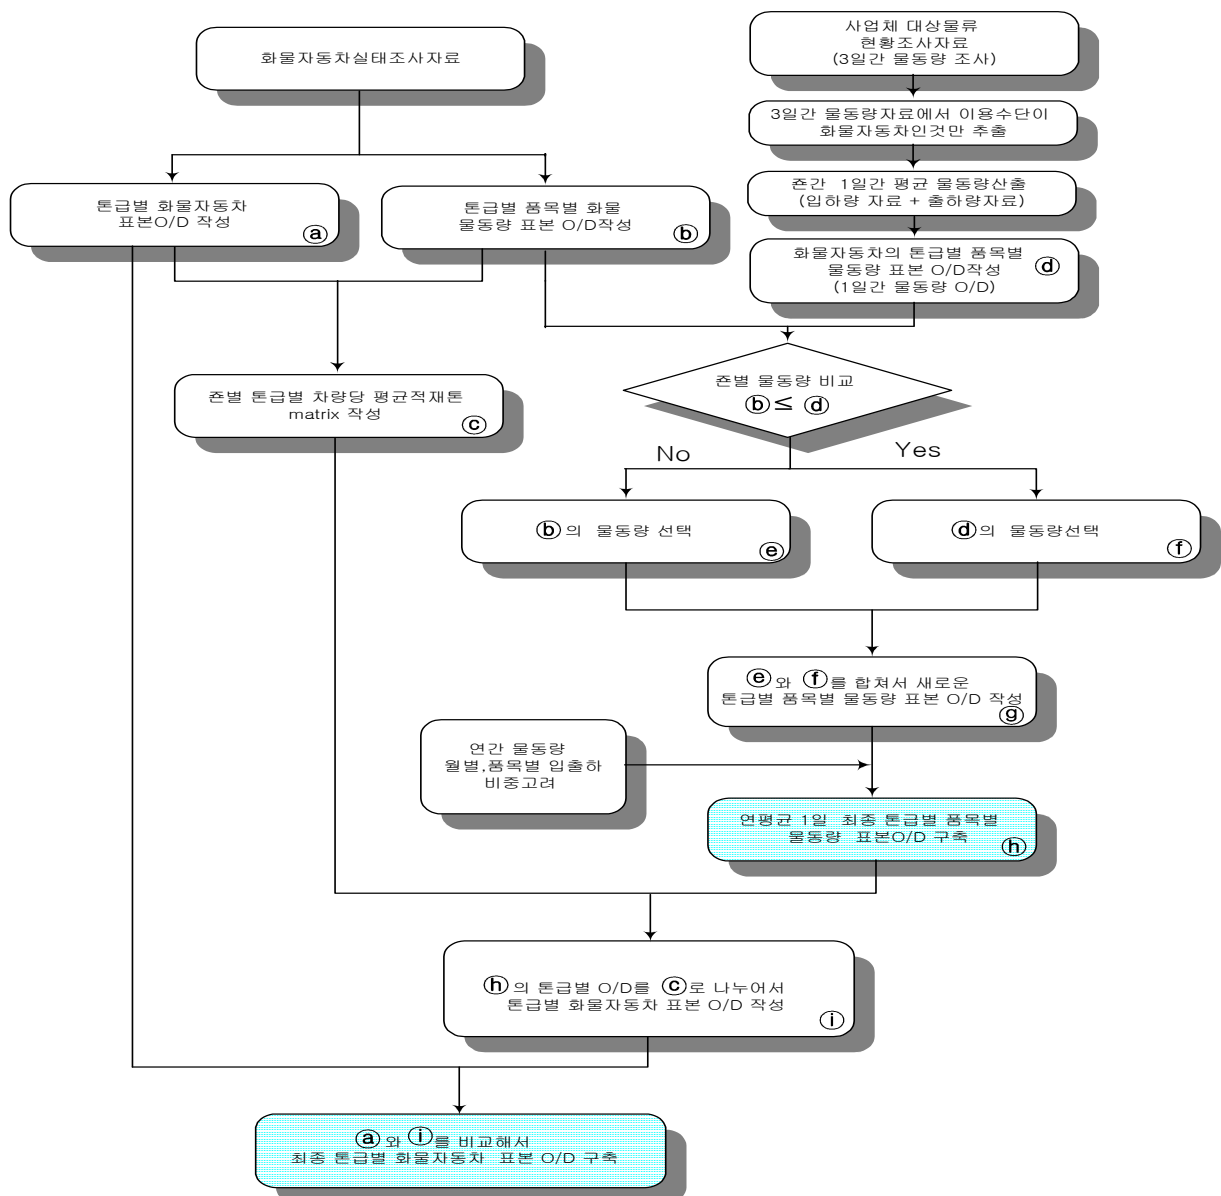 화물자동차실태조사자료
사업체 대상물류
현황조사자료
(3일간 물동량 조사)
3일간 물동량자료에서 이용수단이
화물자동차인것만 추출
죤간 1일간 평균 물동량산출
(입하량 자료 + 출하량자료)
톤급별 화물자동차
표본O/D 작성
ⓐ
톤급별 품목별 화물
물동량 표본 O/D작성
ⓑ
화물자동차의 톤급별 품목별
물동량 표본 O/D작성
(1일간 물동량 O/D)
ⓓ
죤별 톤급별 차량당 평균적재톤
matrix 작성
ⓒ
죤별 물동량 비교
ⓑ≤ ⓓ
No
Yes
ⓑ의 물동량 선택
ⓔ
ⓓ의 물동량선택
ⓕ
ⓔ와 ⓕ를 합쳐서 새로운
톤급별 품목별 물동량 표본 O/D 작성
ⓖ
연간 물동량
월별,품목별 입출하
비중고려
연평균 1일 최종 톤급별 품목별
물동량 표본O/D 구축
ⓗ
ⓗ의 톤급별 O/D를 ⓒ로 나누어서
톤급별 화물자동차 표본 O/D 작성
ⓘ
ⓐ와 ⓘ를 비교해서
최종 톤급별 화물자동차 표본 O/D 구축